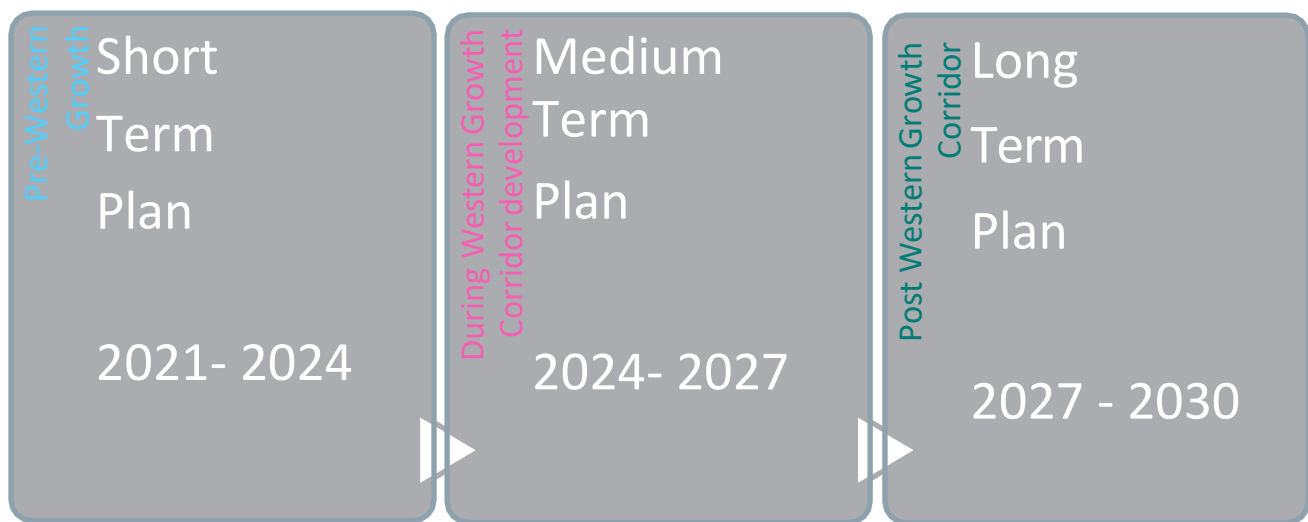 Pre-Western
Growth
Short
Term
Plan
2021- 2024
During Western Growth
Corridor development
Medium
Term
Plan
2024- 2027
Post Western Growth
Corridor
Long
Term
Plan
2027 - 2030